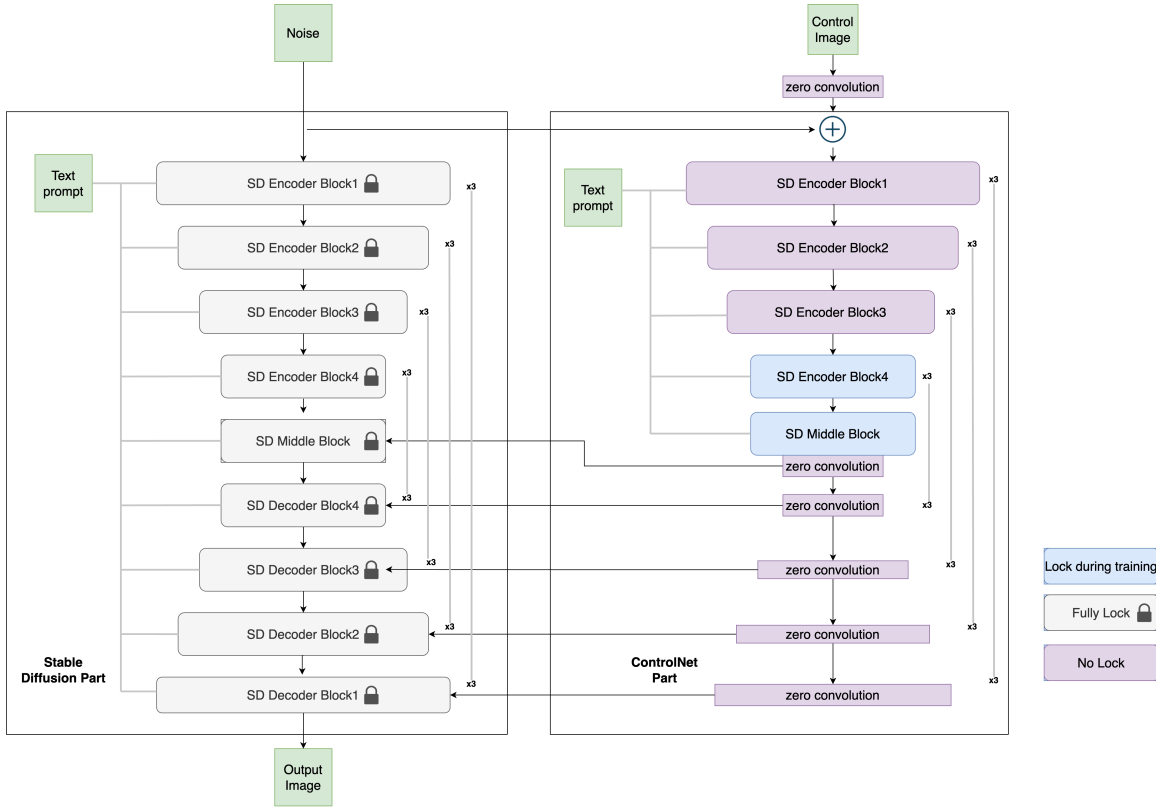 Noise
Control
Image
zero convolution
Text
prompt
SD Encoder Block1
x3
SD Encoder Block2
x3
SD Encoder Block3
x3
SD Encoder Block4
x3
SD Middle Block
SD Decoder Block4
x3
SD Decoder Block3
x3
SD Decoder Block2
x3
SD Decoder Block1
x3
Stable
Diffusion Part
Output
Image
Text
prompt
SD Encoder Block1
x3
SD Encoder Block2
x3
SD Encoder Block3
x3
SD Encoder Block4
x3
SD Middle Block
zero convolution
zero convolution
x3
zero convolution
x3
zero convolution
x3
zero convolution
x3
ControlNet
Part
Lock during training
Fully Lock
No Lock